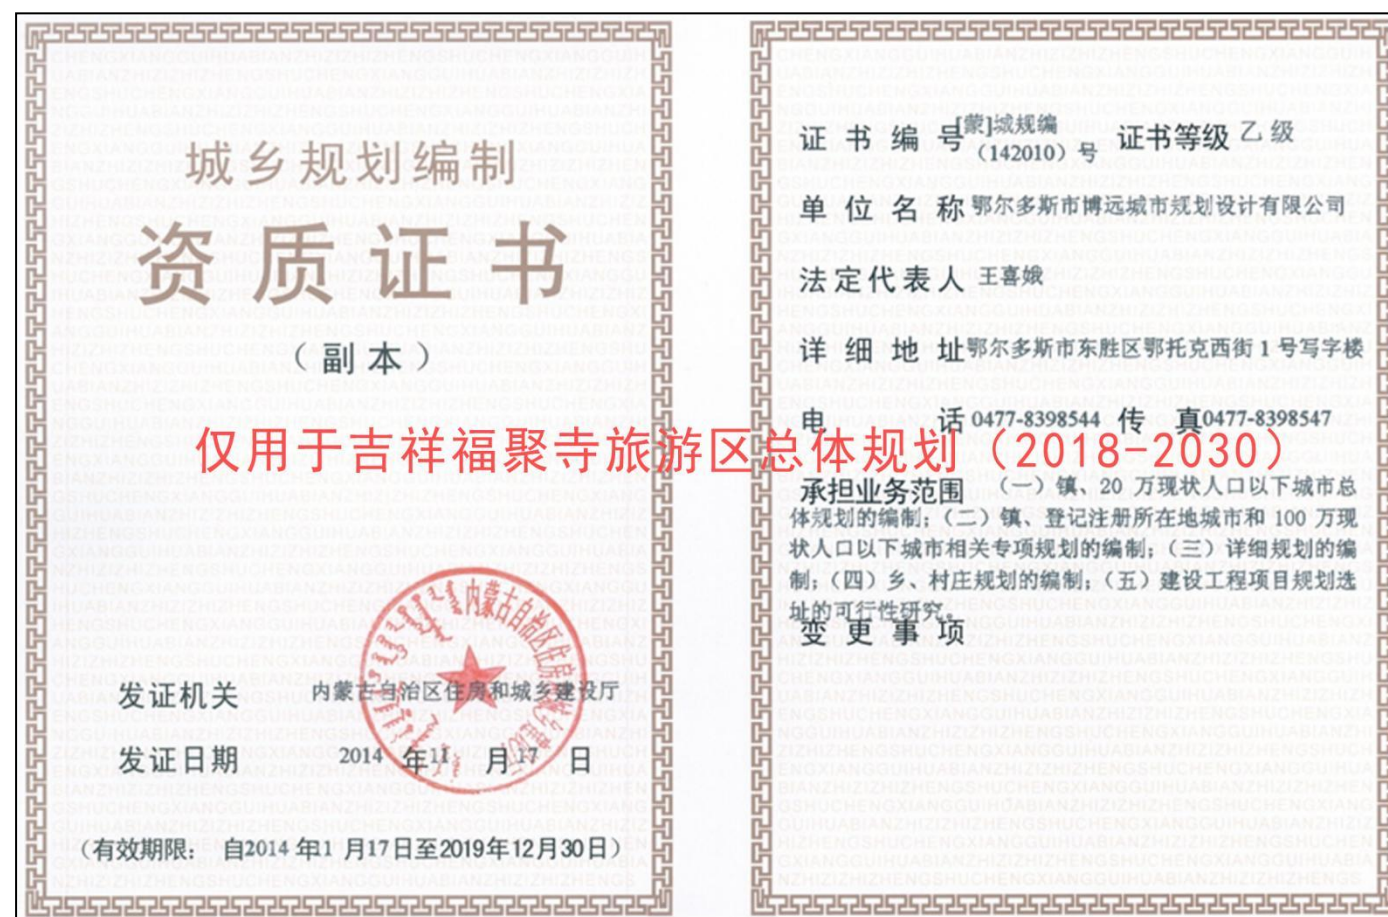 城乡规划编制
资质证书
（副本）
发证机关 内蒙古自治区住房和城乡建设厅
发证日期 2014 年 11 月 17 日
（有效期限： 自2014 年11 月17日至2019年12月30日）
证书编号 [蒙]城规编（142010）号 证书等级 乙级
单位名称 鄂尔多斯市博远城市规划设计有限公司
法定代表人 王喜娥
详细地址 鄂尔多斯市东胜区鄂托克西街 1 号写字楼
电话 0477-8398544 传真 0477-8398547
仅用于吉祥福聚寺旅游区总体规划（2018-2030）
承担业务范围 （一）镇、20 万现状人口以下城市总
体规划的编制；（二）镇、登记注册所在地城市和 100 万现
状人口以下城市相关专项规划的编制；（三）详细规划的编
制；（四）乡、村庄规划的编制；（五）建设工程项目规划选
址的可行性研究。
变更事项